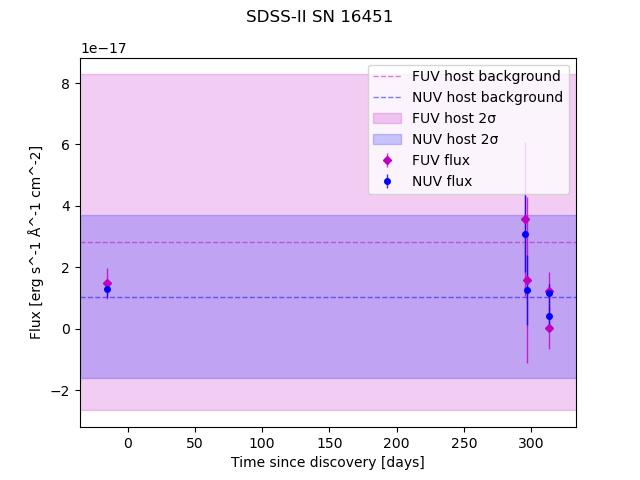 SDSS-II SN 16451
1e−17
FUV host background
NUV host background
FUV host 2σ
NUV host 2σ
FUV flux
NUV flux
8
6
4
2
0
−2
Flux [erg s^-1 Å^-1 cm^-2]
0 50 100 150 200 250 300
Time since discovery [days]